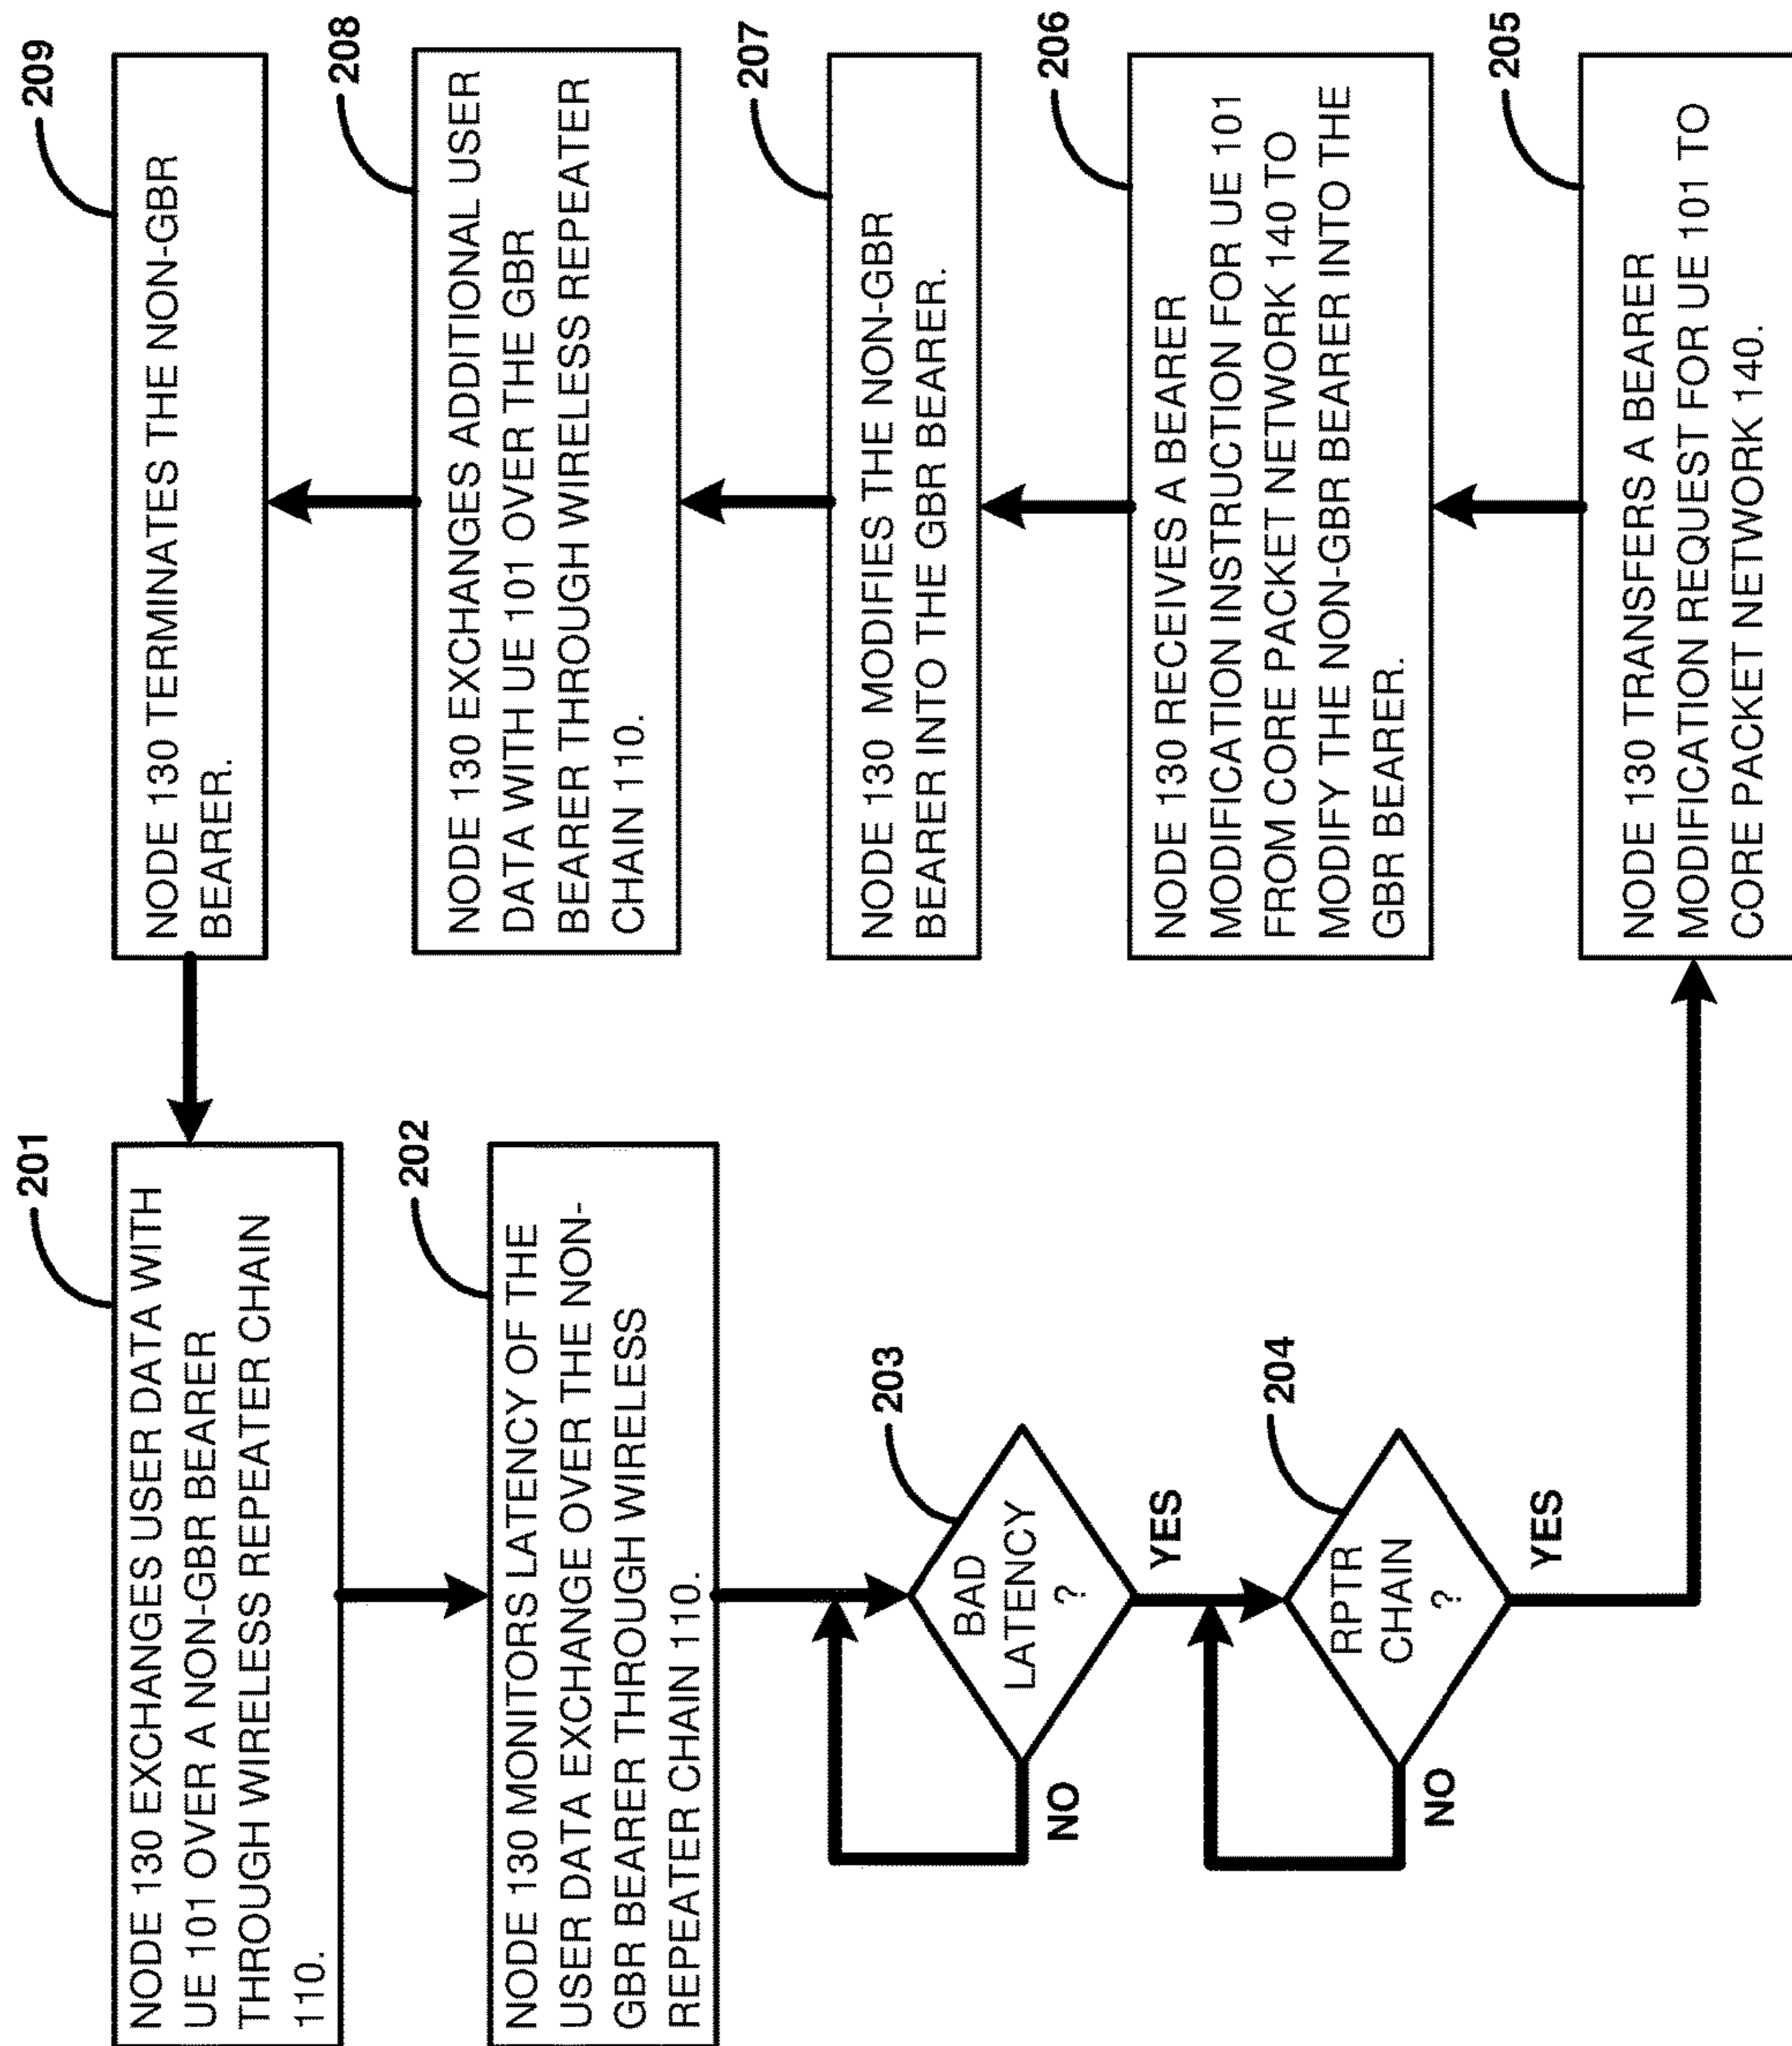 201
NODE 130 EXCHANGES USER DATA WITH
UE 101 OVER A NON-GBR BEARER
THROUGH WIRELESS REPEATER CHAIN
110.
202
NODE 130 MONITORS LATENCY OF THE
USER DATA EXCHANGE OVER THE NON-
GBR BEARER THROUGH WIRELESS
REPEATER CHAIN 110.
203
BAD
LATENCY
?
NO
YES
204
RPTR
CHAIN
?
NO
YES
205
NODE 130 TRANSFERS A BEARER
MODIFICATION REQUEST FOR UE 101 TO
CORE PACKET NETWORK 140.
206
NODE 130 RECEIVES A BEARER
MODIFICATION INSTRUCTION FOR UE 101
FROM CORE PACKET NETWORK 140 TO
MODIFY THE NON-GBR BEARER INTO THE
GBR BEARER.
207
NODE 130 MODIFIES THE NON-GBR
BEARER INTO THE GBR BEARER.
208
NODE 130 EXCHANGES ADDITIONAL USER
DATA WITH UE 101 OVER THE GBR
BEARER THROUGH WIRELESS REPEATER
CHAIN 110.
209
NODE 130 TERMINATES THE NON-GBR
BEARER.